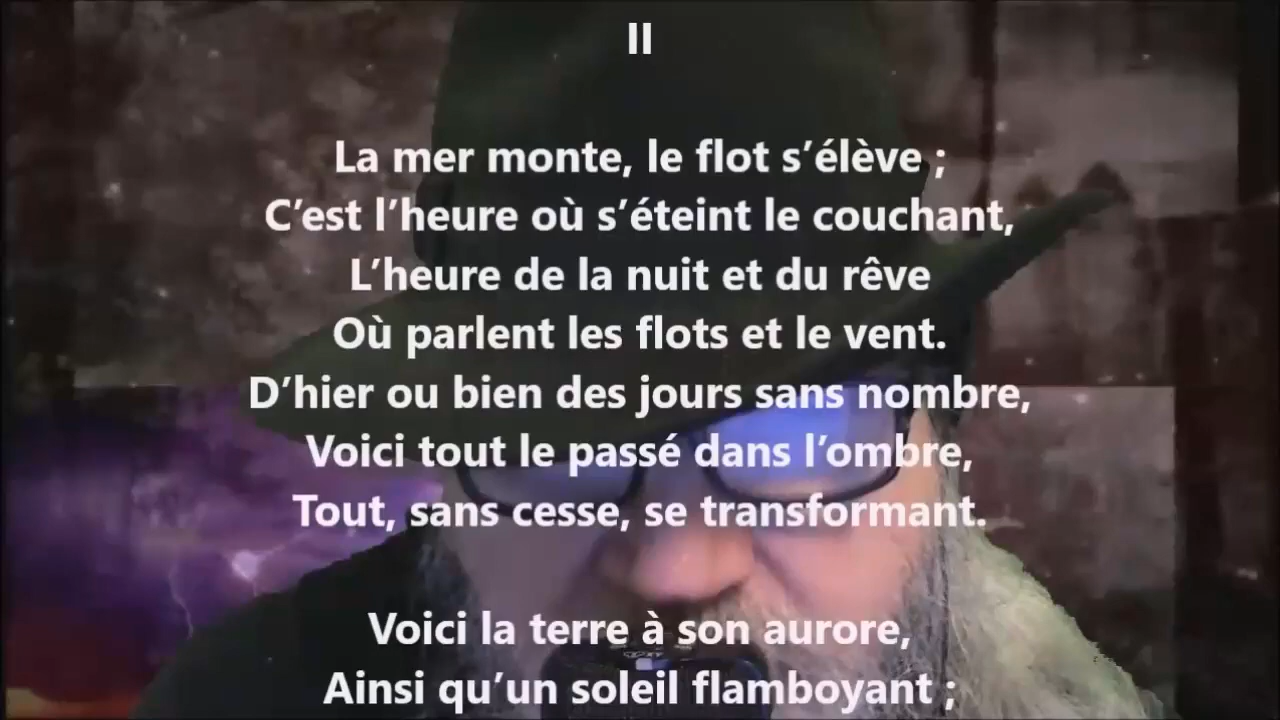 II
La mer monte, le flot s’élève ;
C’est l’heure où s’éteint le couchant,
L’heure de la nuit et du rêve
Où parlent les flots et le vent.
D’hier ou bien des jours sans nombre,
Voici tout le passé dans l’ombre,
Tout, sans cesse, se transformant.
Voici la terre à son aurore,
Ainsi qu’un soleil flamboyant ;